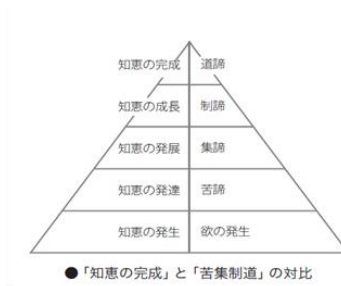 知恵の完成 道諦
知恵の成長 制諦
知恵の発展 集諦
知恵の発達 苦諦
知恵の発生 欲の発生
●「知恵の完成」と「苦集制道」の対比